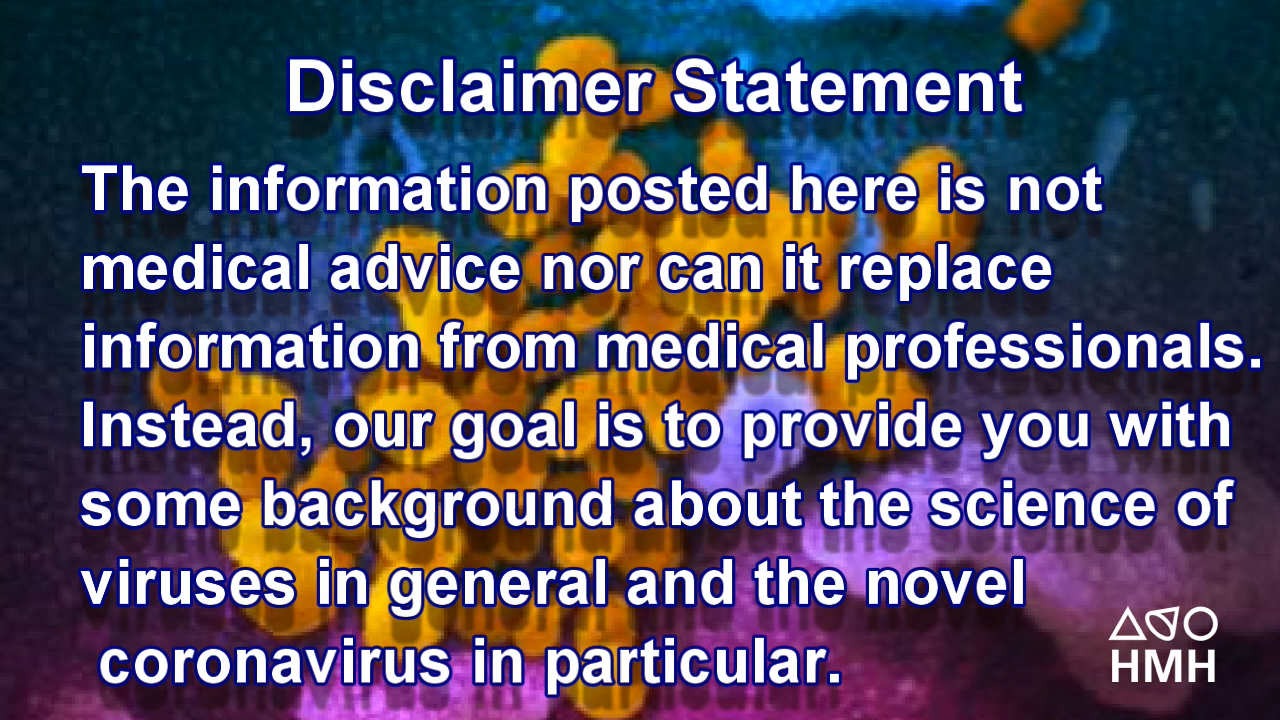 Disclaimer Statement
The information posted here is not
medical advice nor can it replace
information from medical professionals.
Instead, our goal is to provide you with
some background about the science of
viruses in general and the novel
coronavirus in particular.
HMH